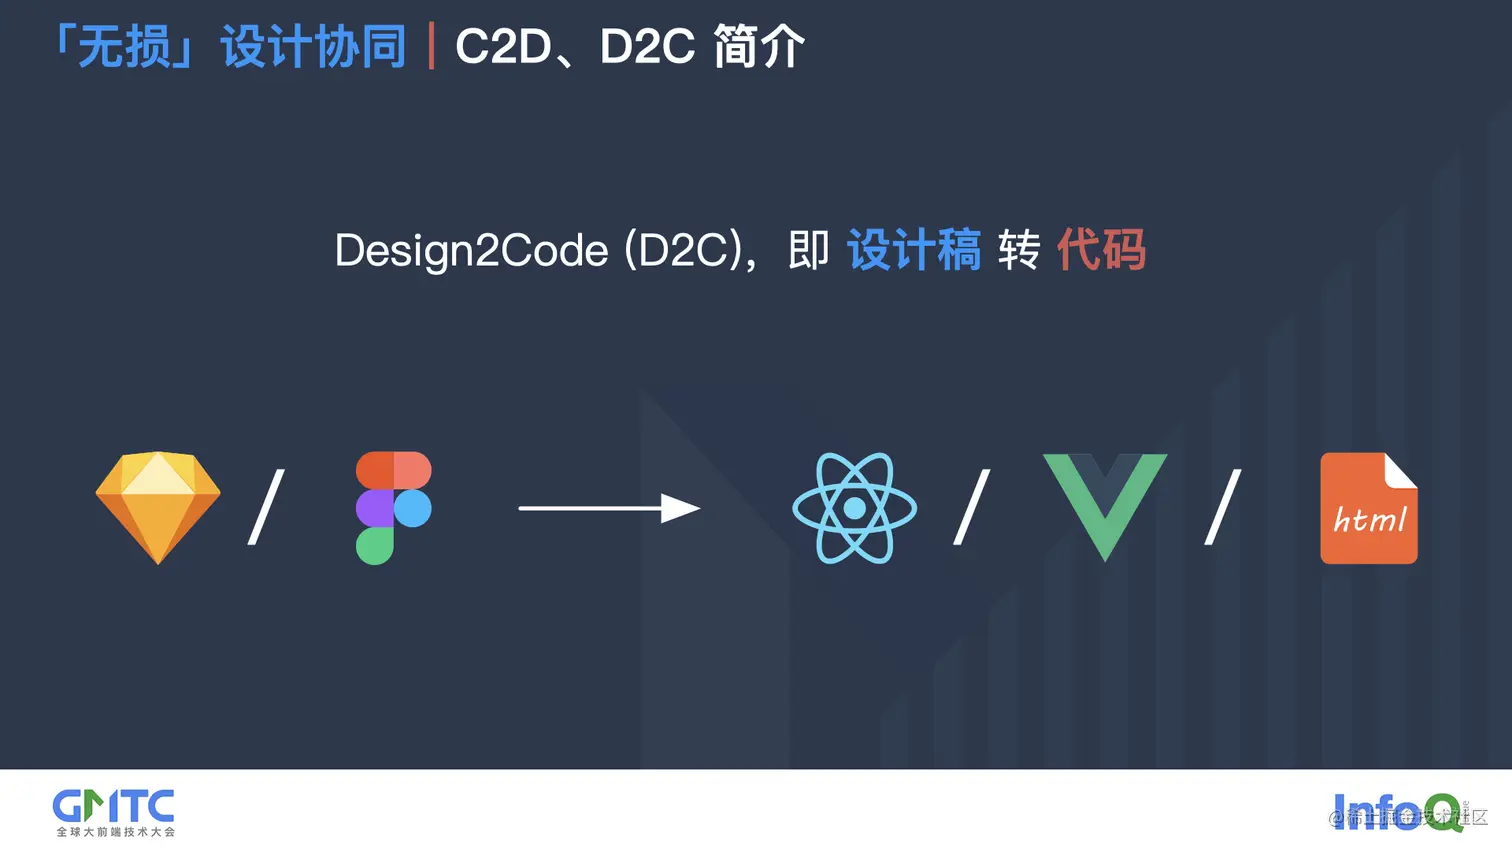 「无损」设计协同 | C2D、D2C 简介
Design2Code (D2C)，即 设计稿 转 代码
/ / /
html
GMTC
全球大前端技术大会
InfoQ
@稀土掘金技术社区